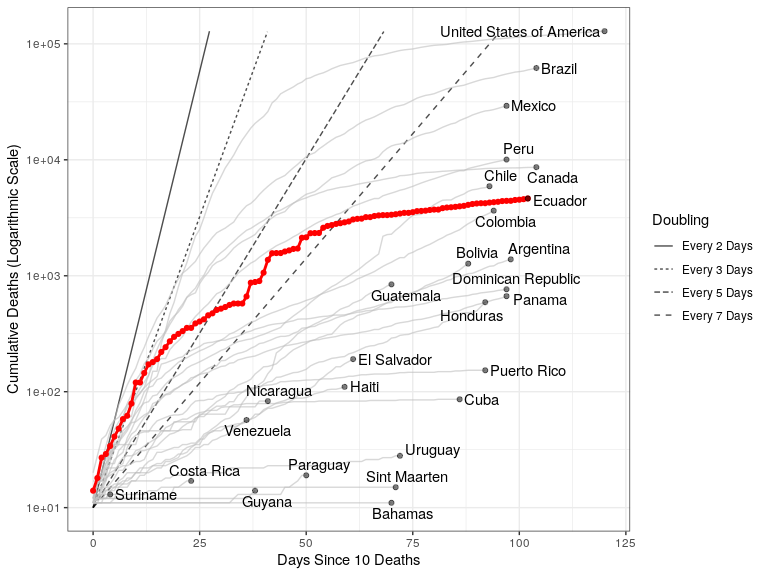 Cumulative Deaths (Logarithmic Scale)
1e+05
1e+04
1e+03
1e+02
1e+01
United States of America
Brazil
Mexico
Peru
Chile
Canada
Ecuador
Colombia
Bolivia
Argentina
Dominican Republic
Guatemala
Panama
Honduras
El Salvador
Puerto Rico
Nicaragua
Haiti
Cuba
Venezuela
Uruguay
Costa Rica
Paraguay
Sint Maarten
Suriname
Guyana
Bahamas
0
25
50
75
100
125
Days Since 10 Deaths
Doubling
Every 2 Days
Every 3 Days
Every 5 Days
Every 7 Days